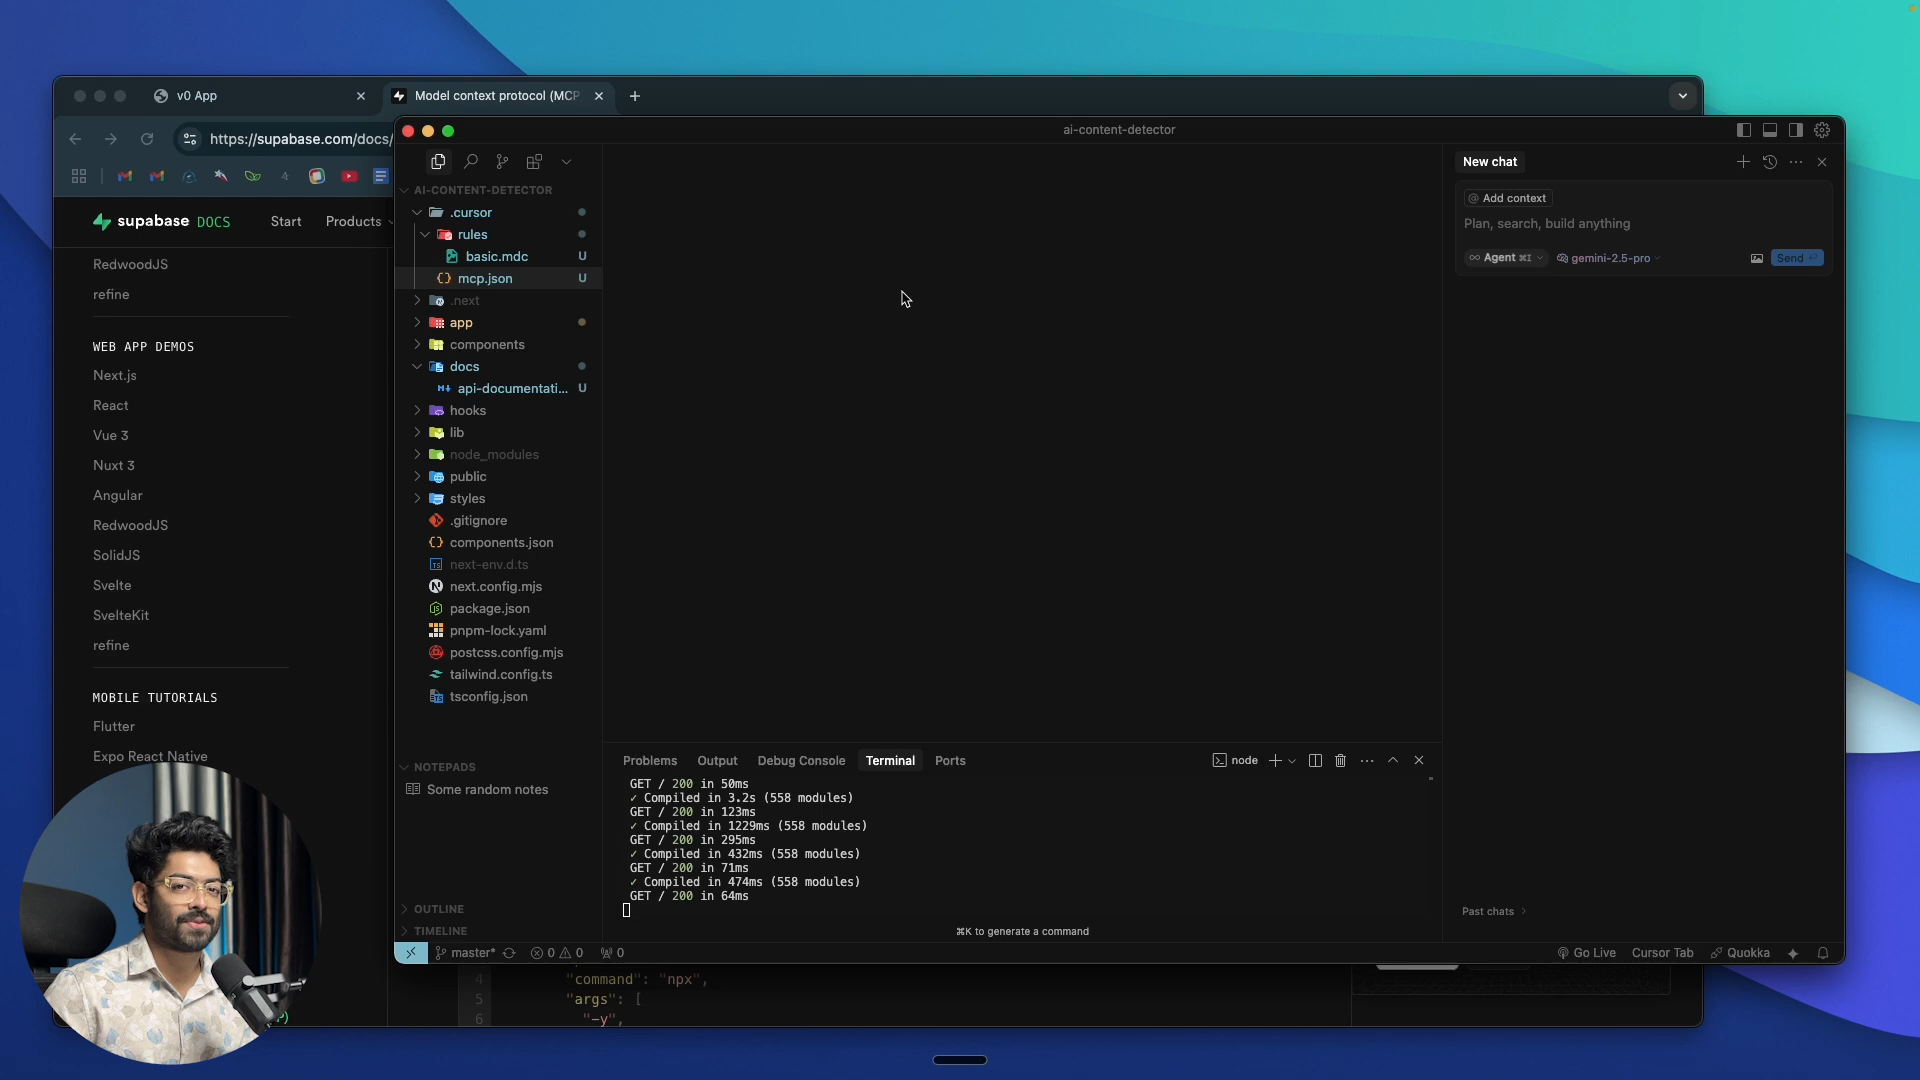 v0 App
Model context protocol (MCP
https://supabase.com/docs/
supabase DOCS
Start
Products
RedwoodJS
refine
WEB APP DEMOS
Next.js
React
Vue 3
Nuxt 3
Angular
RedwoodJS
SolidJS
Svelte
SvelteKit
refine
MOBILE TUTORIALS
Flutter
Expo React Native
ai-content-detector
AI-CONTENT-DETECTOR
.cursor
rules
basic.mdc U
mcp.json U
.next
app
components
docs
api-documentati... U
hooks
lib
node_modules
public
styles
.gitignore
components.json
next-env.d.ts
next.config.mjs
package.json
pnpm-lock.yaml
postcss.config.mjs
tailwind.config.ts
tsconfig.json
NOTEPADS
Some random notes
OUTLINE
TIMELINE
Problems Output Debug Console Terminal Ports
node
GET / 200 in 50ms
✓ Compiled in 3.2s (558 modules)
GET / 200 in 123ms
✓ Compiled in 1229ms (558 modules)
GET / 200 in 295ms
✓ Compiled in 432ms (558 modules)
GET / 200 in 71ms
✓ Compiled in 474ms (558 modules)
GET / 200 in 64ms
⌘K to generate a command
New chat
@ Add context
Plan, search, build anything
∞ Agent ⌘I
gemini-2.5-pro
Send ⏎
Past chats
master*
0 0
0
Go Live
Cursor Tab
Quokka
4 "command": "npx",
5 "args": [
6 "-y",